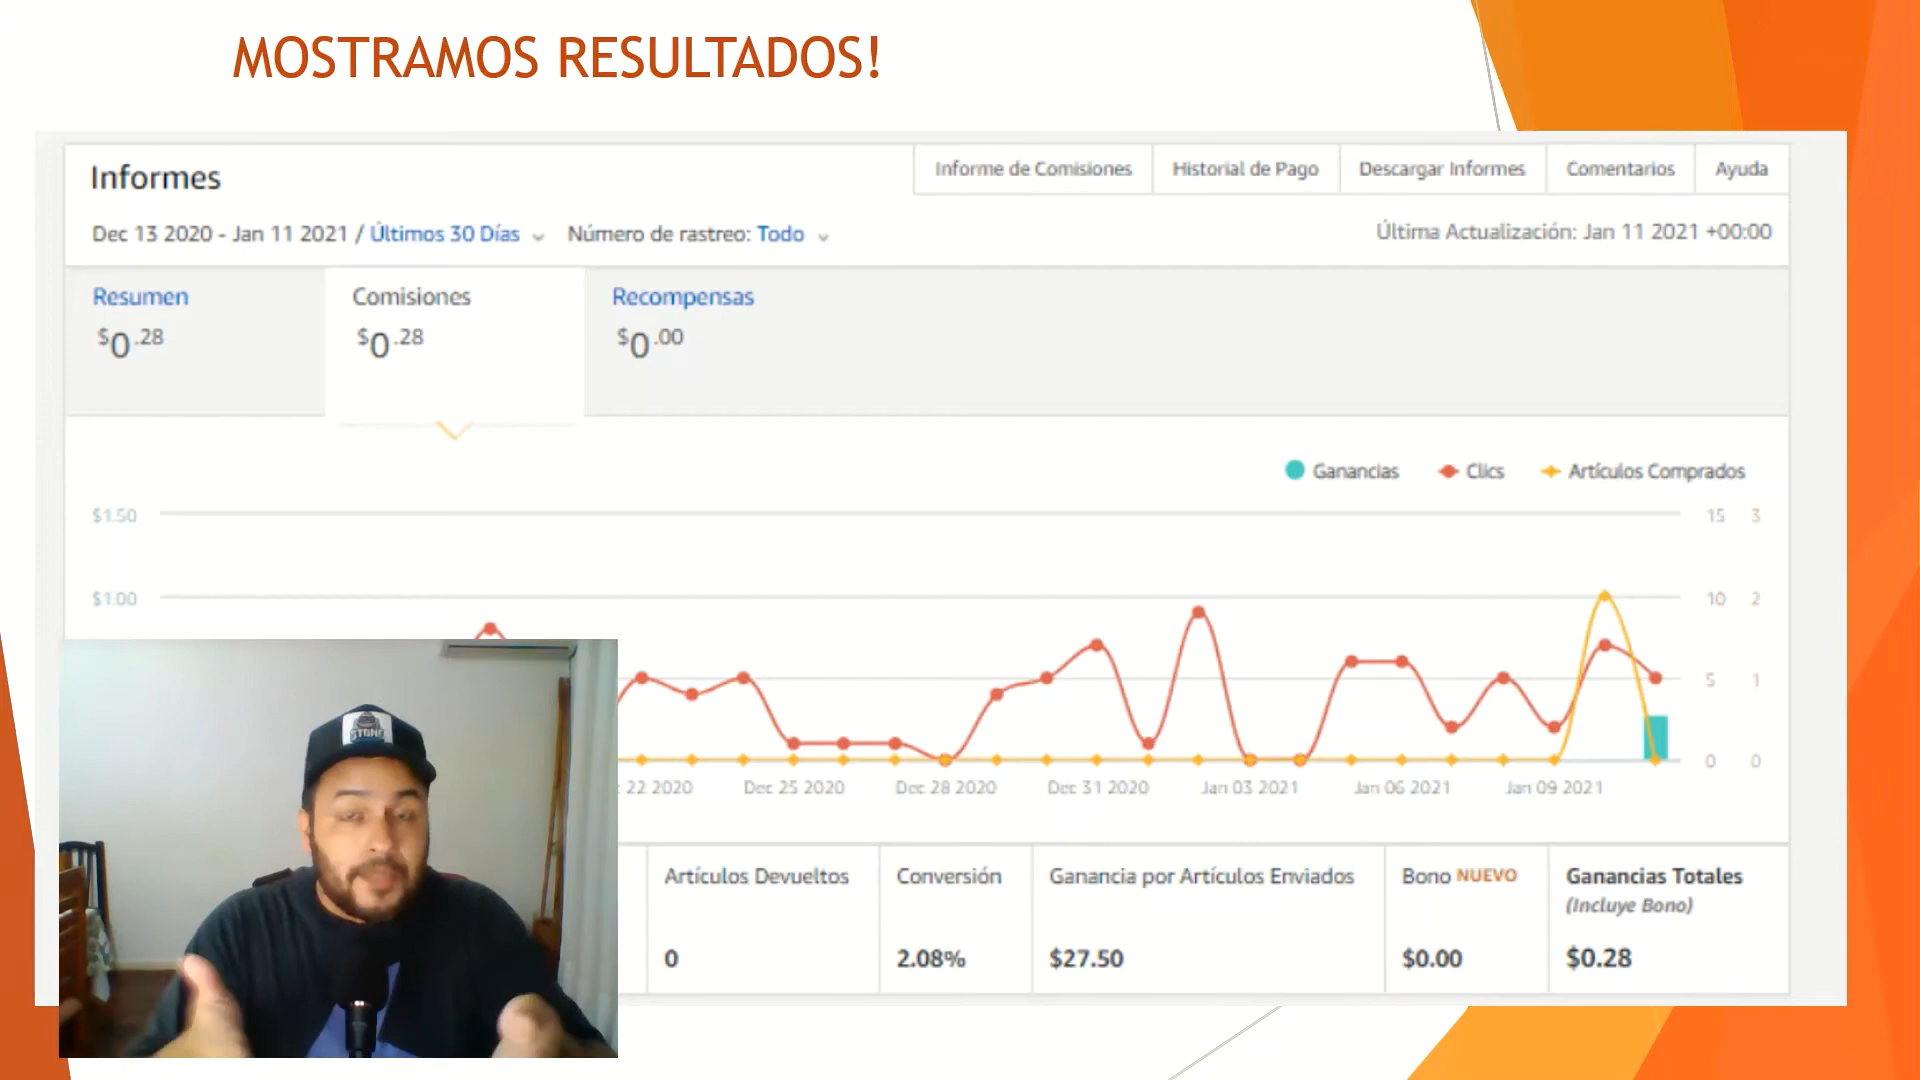 MOSTRAMOS RESULTADOS!
Informes
Informe de Comisiones
Historial de Pago
Descargar Informes
Comentarios
Ayuda
Dec 13 2020 - Jan 11 2021 / Últimos 30 Días
Número de rastreo: Todo
Última Actualización: Jan 11 2021 +00:00
Resumen
Comisiones
Recompensas
$0.28
$0.28
$0.00
Ganancias
Clics
Artículos Comprados
$1.50
15 3
$1.00
10 2
5 1
0 0
22 2020
Dec 25 2020
Dec 28 2020
Dec 31 2020
Jan 03 2021
Jan 06 2021
Jan 09 2021
STONE
Artículos Devueltos
Conversión
Ganancia por Artículos Enviados
Bono NUEVO
Ganancias Totales
(Incluye Bono)
0
2.08%
$27.50
$0.00
$0.28